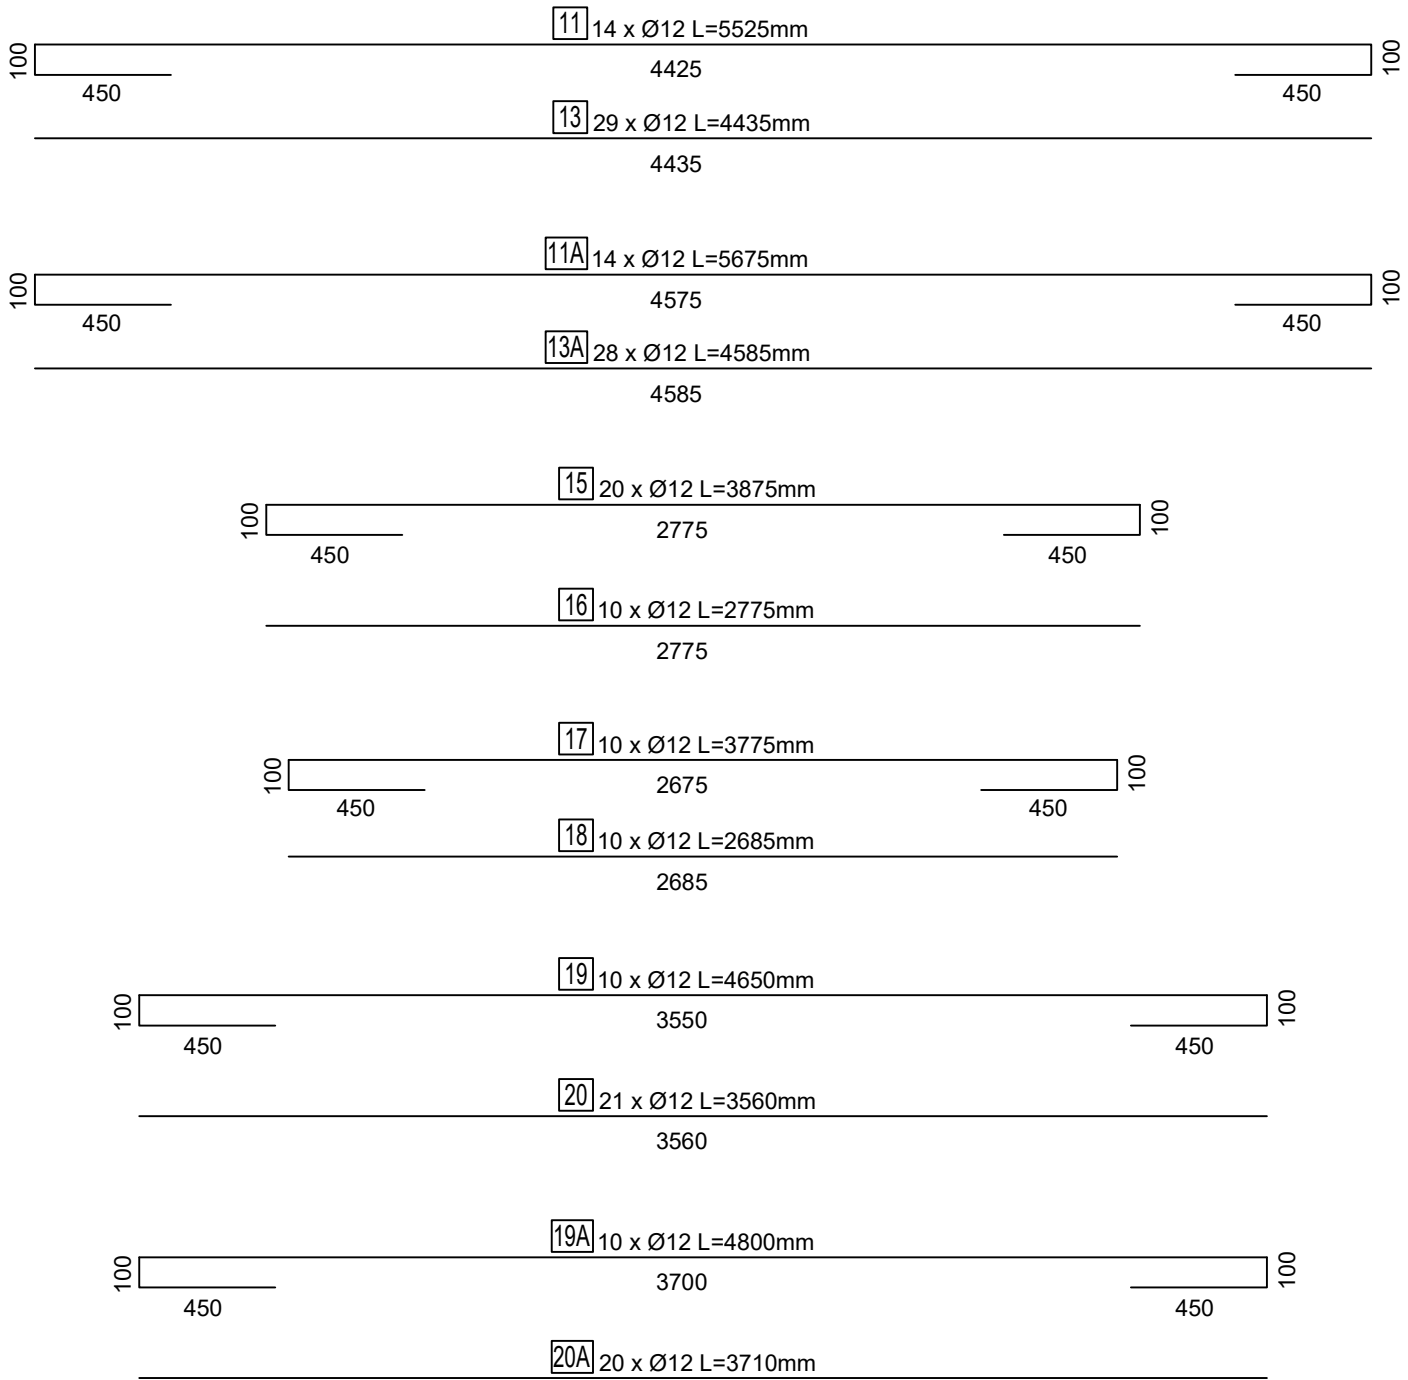 11 14 x Ø12 L=5525mm
100 4425 100
450 450
13 29 x Ø12 L=4435mm
4435
11A 14 x Ø12 L=5675mm
100 4575 100
450 450
13A 28 x Ø12 L=4585mm
4585
15 20 x Ø12 L=3875mm
100 2775 100
450 450
16 10 x Ø12 L=2775mm
2775
17 10 x Ø12 L=3775mm
100 2675 100
450 450
18 10 x Ø12 L=2685mm
2685
19 10 x Ø12 L=4650mm
100 3550 100
450 450
20 21 x Ø12 L=3560mm
3560
19A 10 x Ø12 L=4800mm
100 3700 100
450 450
20A 20 x Ø12 L=3710mm